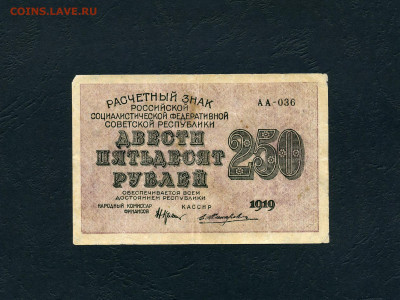 COINS.LAVE.RU
РАСЧЕТНЫЙ ЗНАК
РОССИЙСКОЙ
СОЦИАЛИСТИЧЕСКОЙ ФЕДЕРАТИВНОЙ
СОВЕТСКОЙ РЕСПУБЛИКИ
АА-036
ДВЕСТИ
ПЯТЬДЕСЯТ
РУБЛЕЙ
250
ОБЕСПЕЧИВАЕТСЯ ВСЕМ
ДОСТОЯНИЕМ РЕСПУБЛИКИ
1919
НАРОДНЫЙ КОМИССАР
ФИНАНСОВ
КАССИР